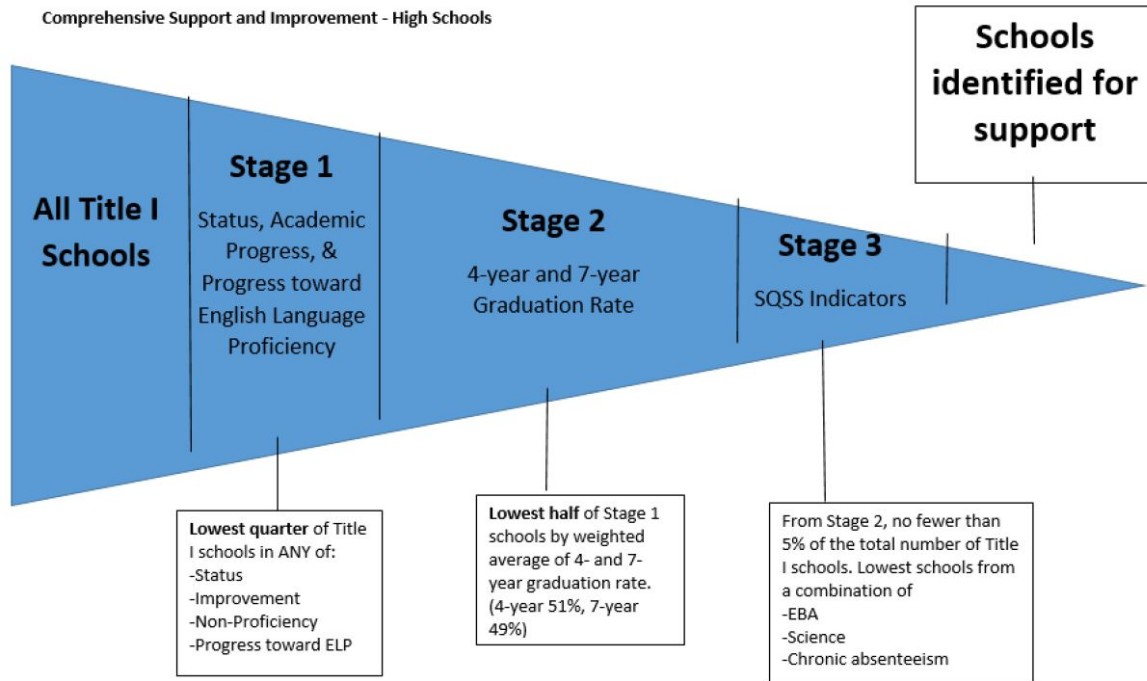 Comprehensive Support and Improvement - High Schools
Schools
identified for
support
All Title I
Schools
Stage 1
Status, Academic
Progress, &
Progress toward
English Language
Proficiency
Stage 2
4-year and 7-year
Graduation Rate
Stage 3
SQSS Indicators
Lowest quarter of Title
I schools in ANY of:
-Status
-Improvement
-Non-Proficiency
-Progress toward ELP
Lowest half of Stage 1
schools by weighted
average of 4- and 7-
year graduation rate.
(4-year 51%, 7-year
49%)
From Stage 2, no fewer than
5% of the total number of Title
I schools. Lowest schools from
a combination of
-EBA
-Science
-Chronic absenteeism